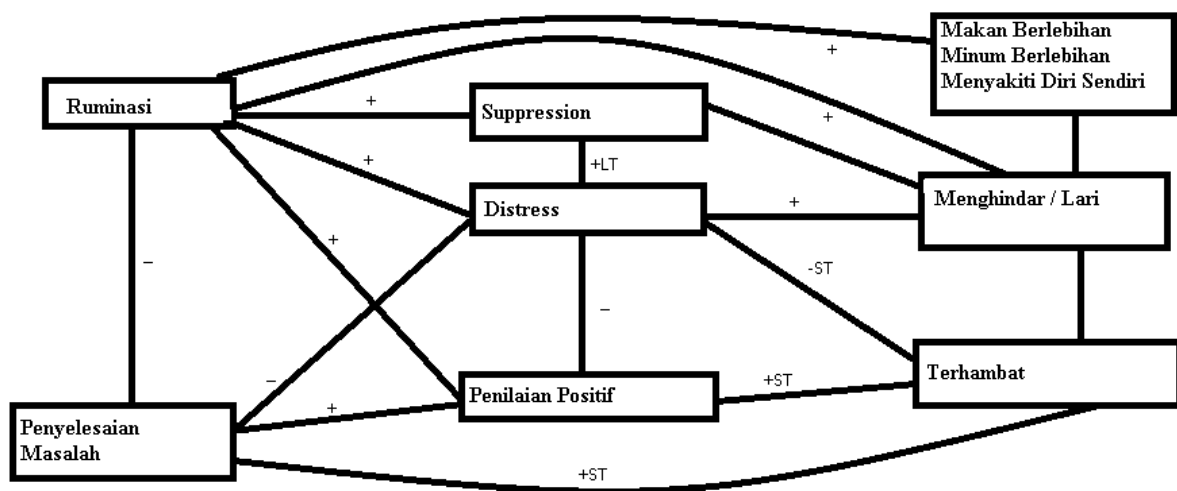 Makan Berlebihan
Minum Berlebihan
Menyakiti Diri Sendiri
+
Ruminasi
+
Suppression
+
+
+LT
Distress
+
Menghindar / Lari
+
-ST
–
–
Terhambat
+ST
Penilaian Positif
–
+
Penyelesaian
Masalah
+ST